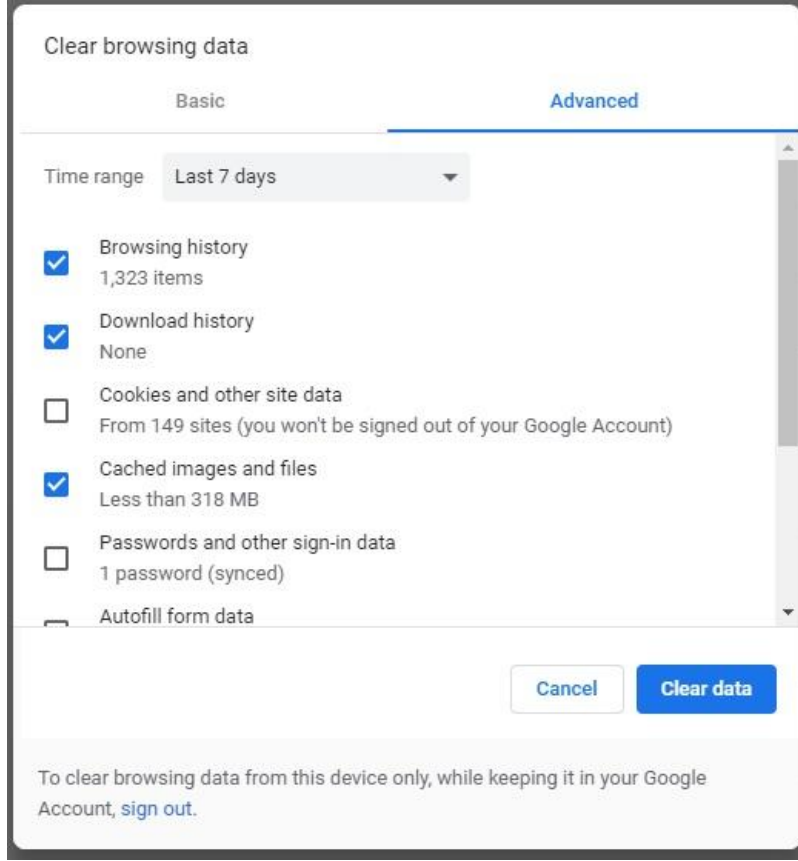 Clear browsing data
Basic
Advanced
Time range
Last 7 days
Browsing history
1,323 items
Download history
None
Cookies and other site data
From 149 sites (you won't be signed out of your Google Account)
Cached images and files
Less than 318 MB
Passwords and other sign-in data
1 password (synced)
Autofill form data
Cancel
Clear data
To clear browsing data from this device only, while keeping it in your Google
Account, sign out.